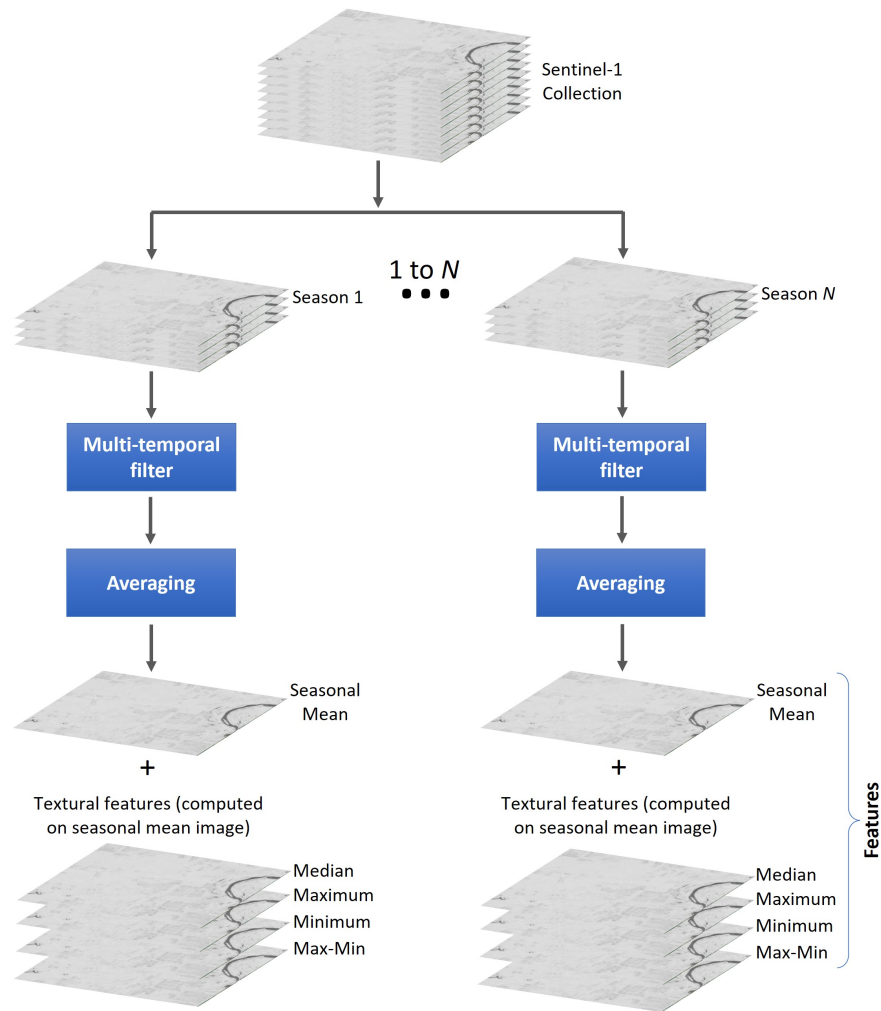 Sentinel-1
Collection
1 to N
Season 1
Season N
Multi-temporal
filter
Multi-temporal
filter
Averaging
Averaging
Seasonal
Mean
Seasonal
Mean
+
+
Textural features (computed
on seasonal mean image)
Textural features (computed
on seasonal mean image)
Median
Maximum
Minimum
Max-Min
Median
Maximum
Minimum
Max-Min
Features